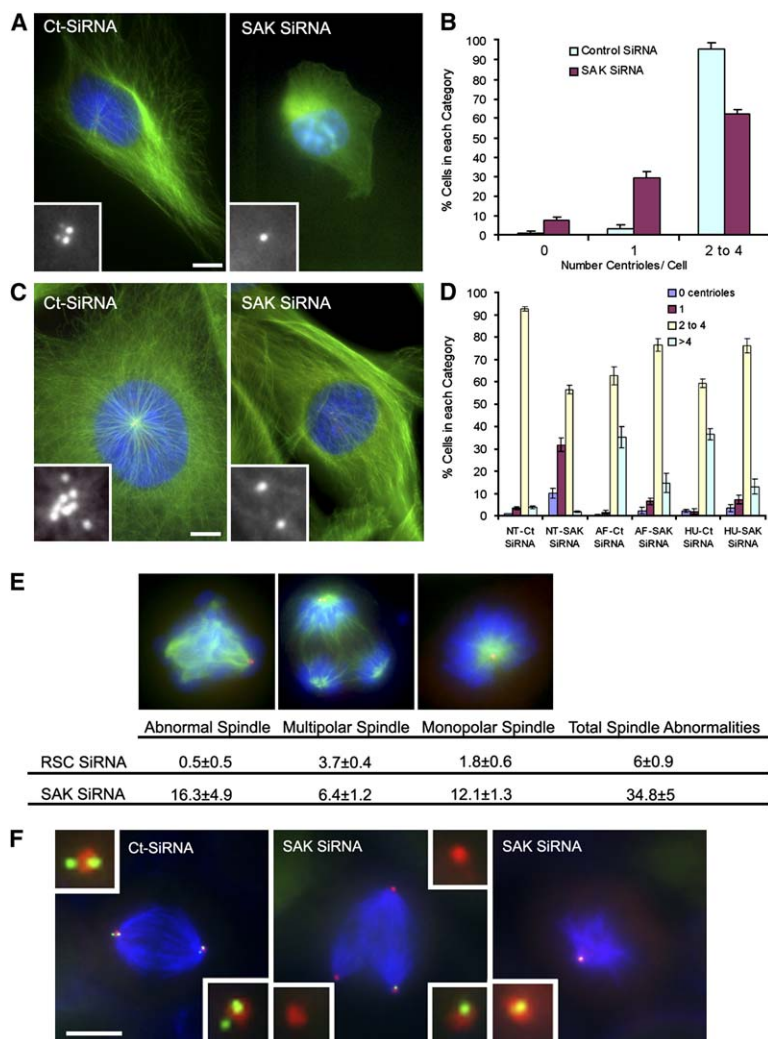 A
Ct-SiRNA
SAK SiRNA
B
% Cells in each Category
100
90
80
70
60
50
40
30
20
10
0
Control SiRNA
SAK SiRNA
0
1
2 to 4
Number Centrioles/ Cell
C
Ct-SiRNA
SAK SiRNA
D
% Cells in each Category
100
90
80
70
60
50
40
30
20
10
0
0 centrioles
1
2 to 4
>4
NT-Ct SiRNA
NT-SAK SiRNA
AF-Ct SiRNA
AF-SAK SiRNA
HU-Ct SiRNA
HU-SAK SiRNA
E
Abnormal Spindle Multipolar Spindle Monopolar Spindle Total Spindle Abnormalities
RSC SiRNA 0.5±0.5 3.7±0.4 1.8±0.6 6±0.9
SAK SiRNA 16.3±4.9 6.4±1.2 12.1±1.3 34.8±5
F
Ct-SiRNA
SAK SiRNA
SAK SiRNA